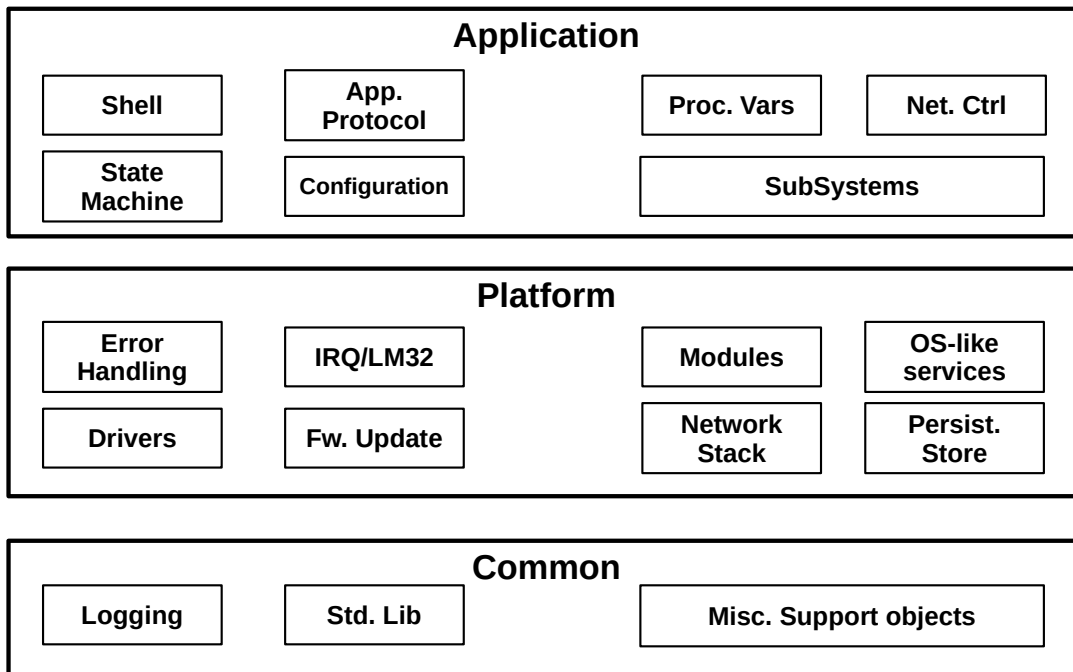 Application
Shell
App.
Protocol
Proc. Vars
Net. Ctrl
State
Machine
Configuration
SubSystems
Platform
Error
Handling
IRQ/LM32
Modules
OS-like
services
Drivers
Fw. Update
Network
Stack
Persist.
Store
Common
Logging
Std. Lib
Misc. Support objects